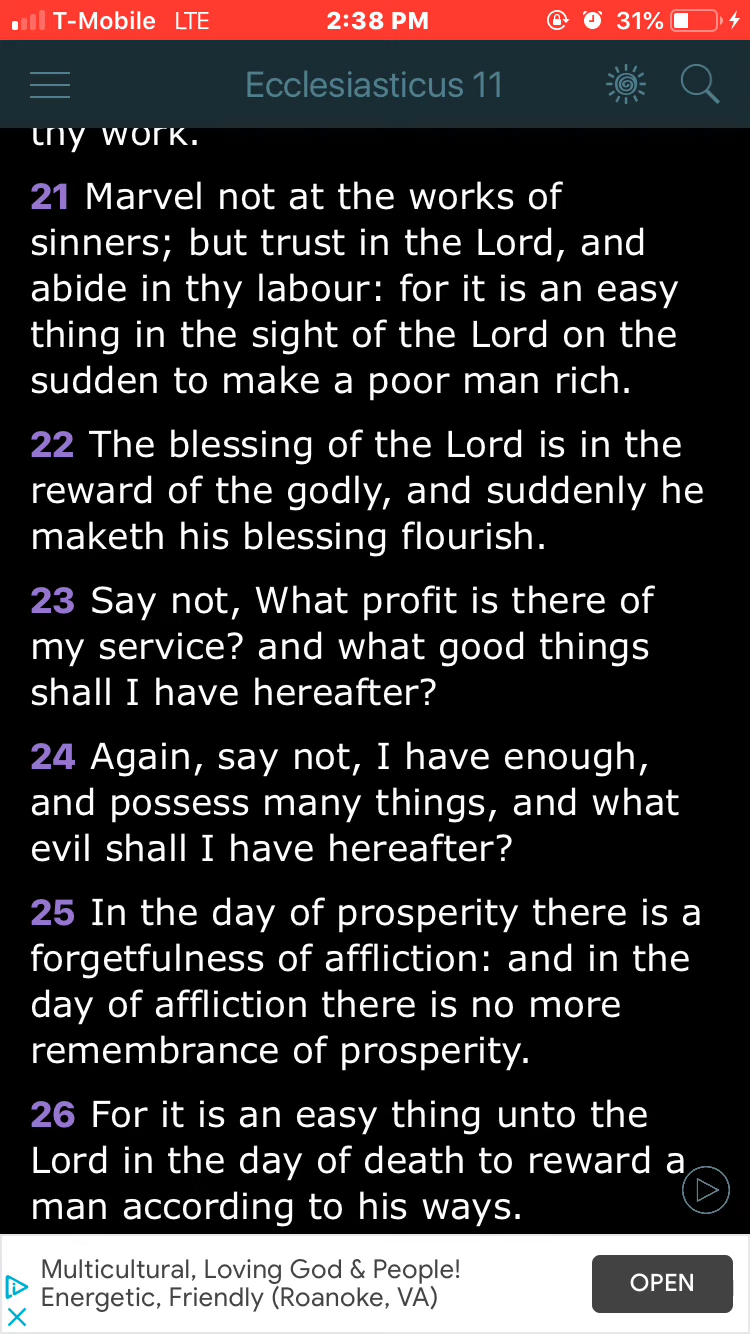 T-Mobile LTE 2:38 PM 31%
Ecclesiasticus 11
thy work.
21 Marvel not at the works of
sinners; but trust in the Lord, and
abide in thy labour: for it is an easy
thing in the sight of the Lord on the
sudden to make a poor man rich.
22 The blessing of the Lord is in the
reward of the godly, and suddenly he
maketh his blessing flourish.
23 Say not, What profit is there of
my service? and what good things
shall I have hereafter?
24 Again, say not, I have enough,
and possess many things, and what
evil shall I have hereafter?
25 In the day of prosperity there is a
forgetfulness of affliction: and in the
day of affliction there is no more
remembrance of prosperity.
26 For it is an easy thing unto the
Lord in the day of death to reward a
man according to his ways.
Multicultural, Loving God & People!
Energetic, Friendly (Roanoke, VA)
OPEN